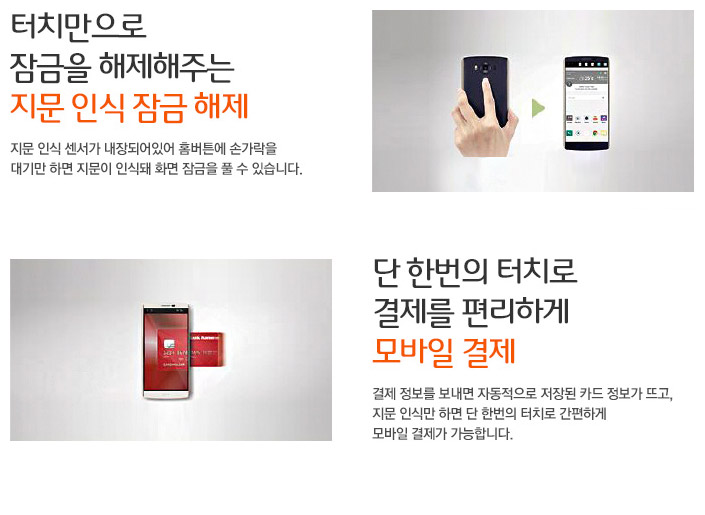 터치만으로
잠금을 해제해주는
지문 인식 잠금 해제
지문 인식 센서가 내장되어있어 홈버튼에 손가락을
대기만 하면 지문이 인식돼 화면 잠금을 풀 수 있습니다.
단 한번의 터치로
결제를 편리하게
모바일 결제
결제 정보를 보내면 자동적으로 저장된 카드 정보가 뜨고,
지문 인식만 하면 단 한번의 터치로 간편하게
모바일 결제가 가능합니다.